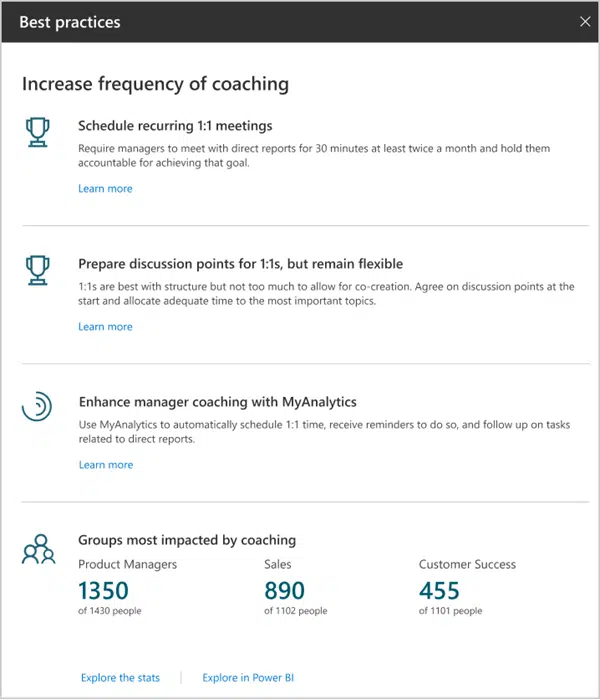 Best practices
Increase frequency of coaching
Schedule recurring 1:1 meetings
Require managers to meet with direct reports for 30 minutes at least twice a month and hold them
accountable for achieving that goal.
Learn more
Prepare discussion points for 1:1s, but remain flexible
1:1s are best with structure but not too much to allow for co-creation. Agree on discussion points at the
start and allocate adequate time to the most important topics.
Learn more
Enhance manager coaching with MyAnalytics
Use MyAnalytics to automatically schedule 1:1 time, receive reminders to do so, and follow up on tasks
related to direct reports.
Learn more
Groups most impacted by coaching
Product Managers Sales Customer Success
1350 890 455
of 1430 people of 1102 people of 1101 people
Explore the stats Explore in Power BI